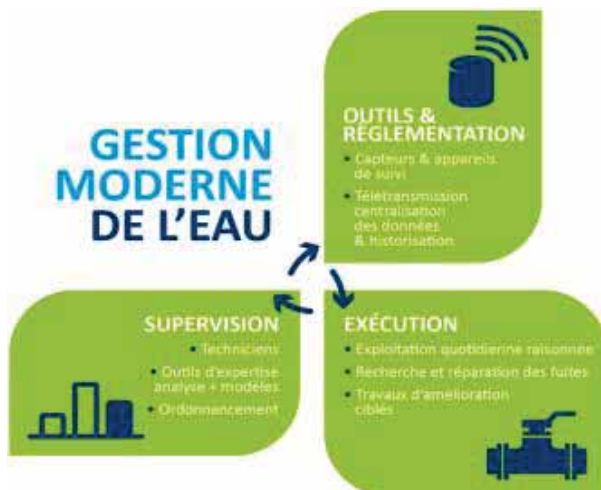 GESTION
MODERNE
DE L'EAU
OUTILS &
RÈGLEMENTATION
• Capteurs & appareils
de suivi
• Télétransmission
centralisation
des données
& historisation
SUPERVISION
• Techniciens
• Outils d'expertise
analyse + modèles
• Ordonnancement
EXÉCUTION
• Exploitation quotidienne raisonnée
• Recherche et réparation des fuites
• Travaux d'amélioration
ciblés